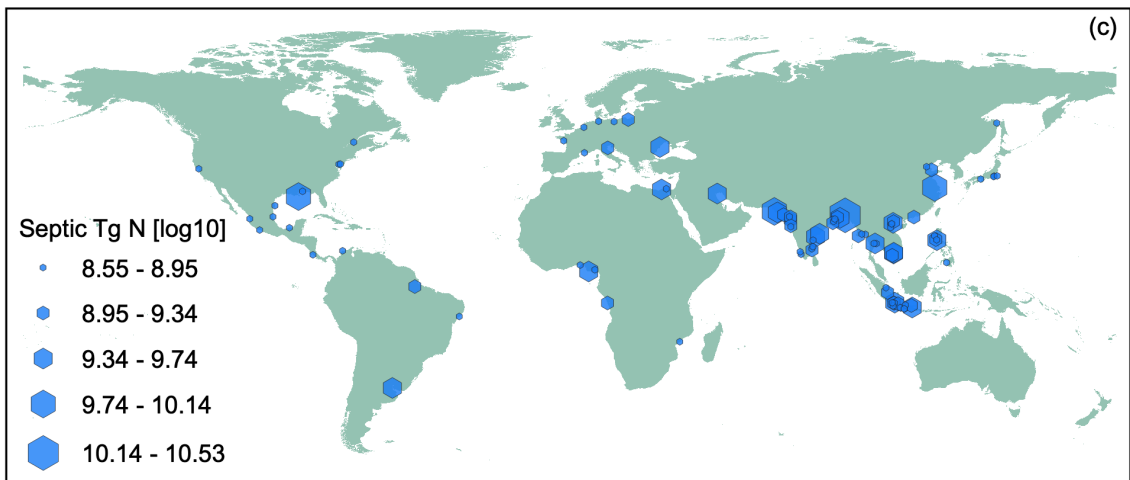 (c)
Septic Tg N [log10]
8.55 - 8.95
8.95 - 9.34
9.34 - 9.74
9.74 - 10.14
10.14 - 10.53